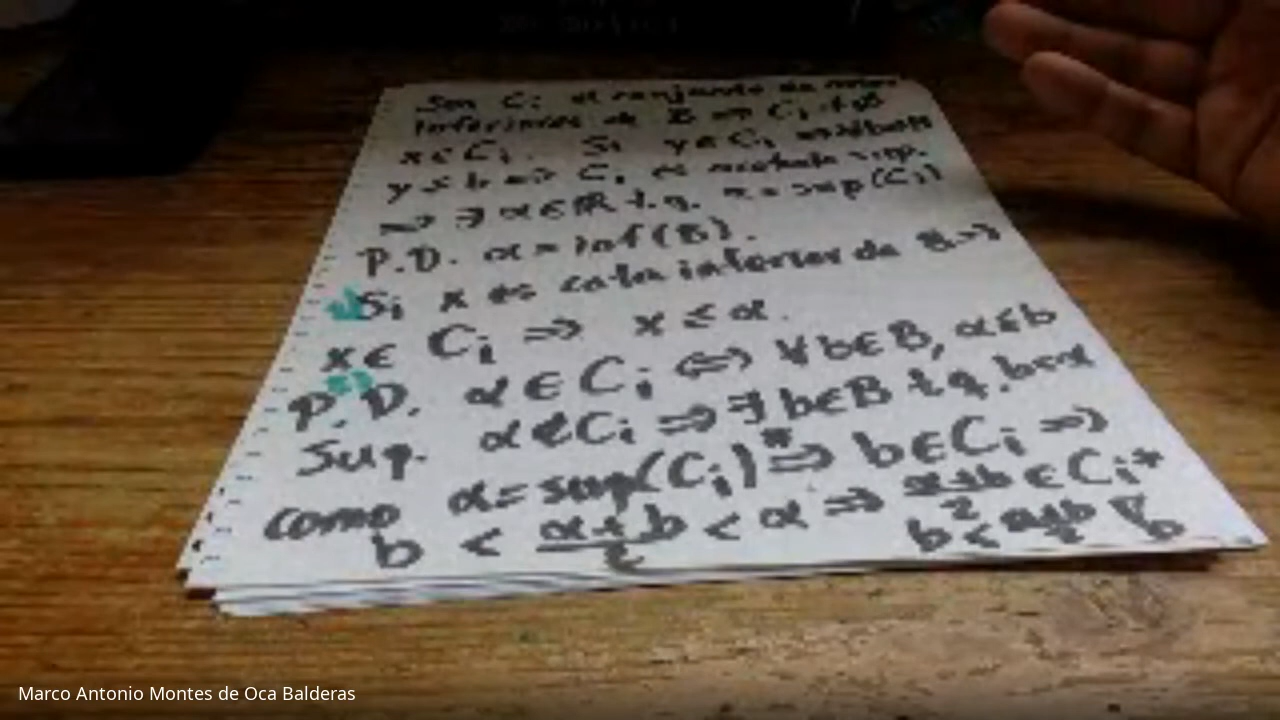 Sea Ci el conjunto de cotas
inferiores de B ⇒ Ci ≠ ∅
x ∈ Ci. Si y ∈ Ci ⇒ ∀b∈B
y ≤ b ⇒ Ci es acotado sup.
⇒ ∃ α ∈ ℝ t.q. α = sup(Ci)
P.D. α = inf(B).
Si x es cota inferior de B ⇒
x ∈ Ci ⇒ x ≤ α.
P.D. α ∈ Ci ⇔ ∀ b∈B, α ≤ b
Sup. α ∉ Ci ⇒ ∃ b∈B t.q. b<α
como α = sup(Ci) ⇒ b ∈ Ci ⇒
b < (α+b)/2 < α ⇒ (α+b)/2 ∈ Ci
b < (α+b)/2
Marco Antonio Montes de Oca Balderas